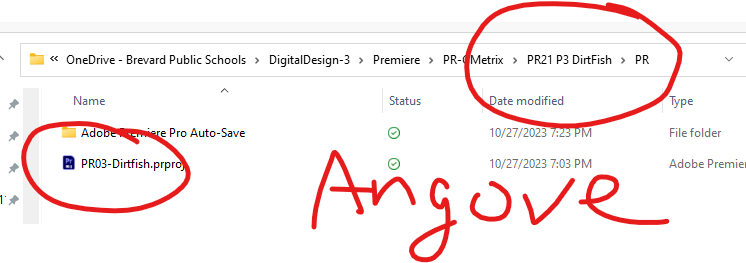 « OneDrive - Brevard Public Schools > DigitalDesign-3 > Premiere > PR-GMetrix > PR21 P3 DirtFish > PR
Name Status Date modified Type
Adobe Premiere Pro Auto-Save 10/27/2023 7:23 PM File folder
PR03-Dirtfish.prproj 10/27/2023 7:03 PM Adobe Premier
Angove